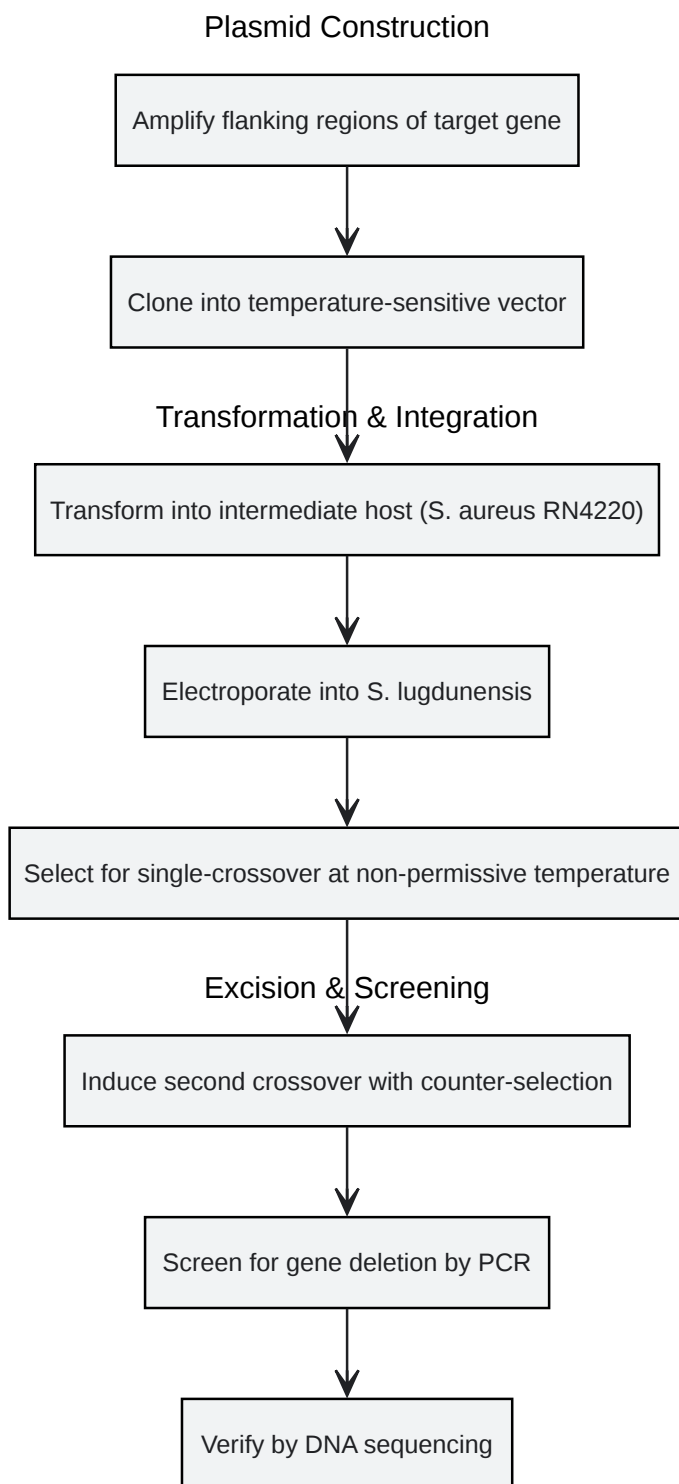 Plasmid Construction
Amplify flanking regions of target gene
Clone into temperature-sensitive vector
Transformation & Integration
Transform into intermediate host (S. aureus RN4220)
Electroporate into S. lugdunensis
Select for single-crossover at non-permissive temperature
Excision & Screening
Induce second crossover with counter-selection
Screen for gene deletion by PCR
Verify by DNA sequencing